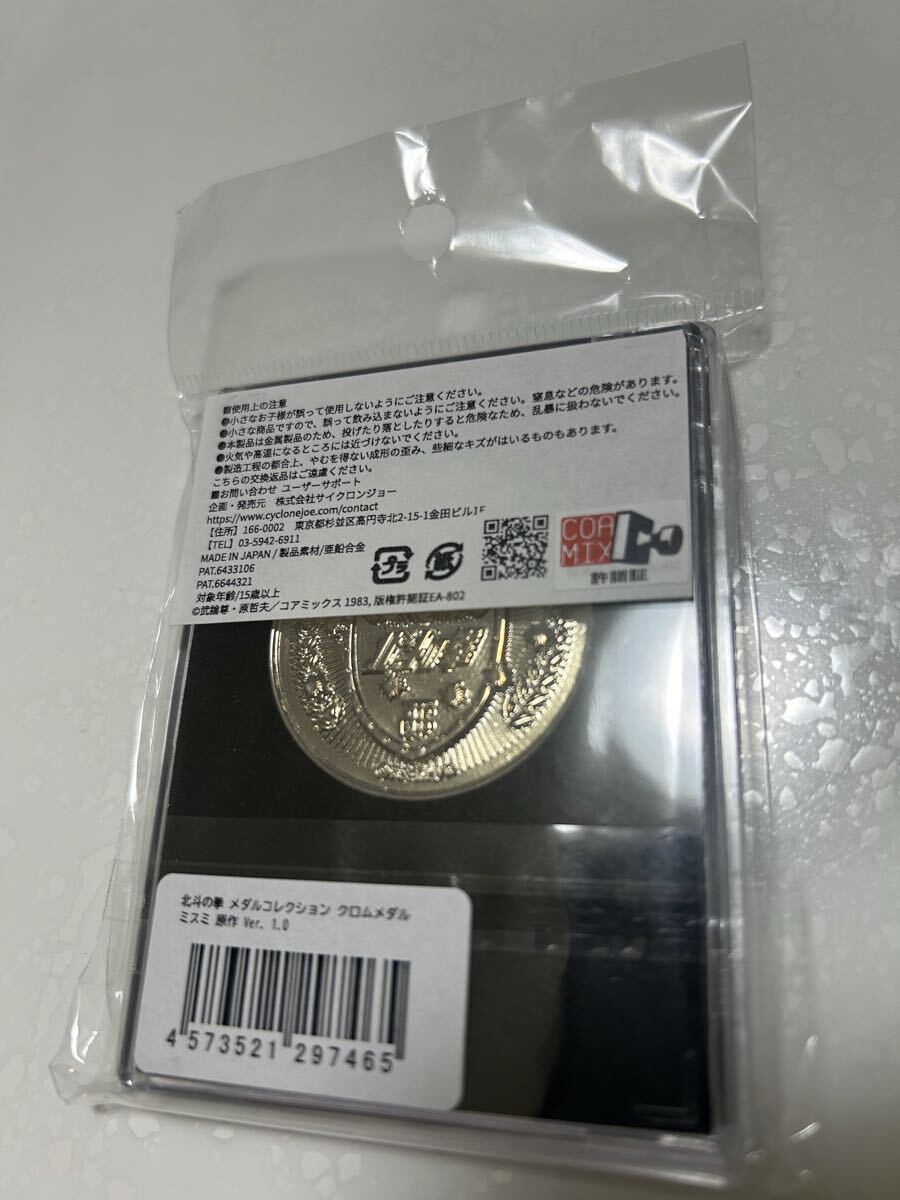 ■使用上の注意
●小さなお子様が誤って使用しないようにご注意ください。
●小さな商品ですので、誤って飲み込まないようにご注意ください。窒息などの危険があります。
●本製品は金属製品のため、投げたり落としたりすると危険なため、乱暴に扱わないでください。
●火気や高温になるところには近づけないでください。
●製造工程の都合上、やむを得ない成形の歪み、些細なキズがはいるものもあります。
こちらの交換返品はご遠慮ください。
■お問い合わせ ユーザーサポート
企画・発売元 株式会社サイクロンジョー
https://www.cyclonejoe.com/contact
【住所】166-0002 東京都杉並区高円寺北2-15-1金田ビル1F
【TEL】03-5942-6911
MADE IN JAPAN / 製品素材/亜鉛合金
PAT.6433106
PAT.6644321
対象年齢/15歳以上
©武論尊・原哲夫／コアミックス 1983, 版権許諾証EA-802
プラ
紙
COA
MIX
許諾証
北斗の拳 メダルコレクション クロムメダル
ミスミ 原作 Ver. 1.0
4 573521 297465